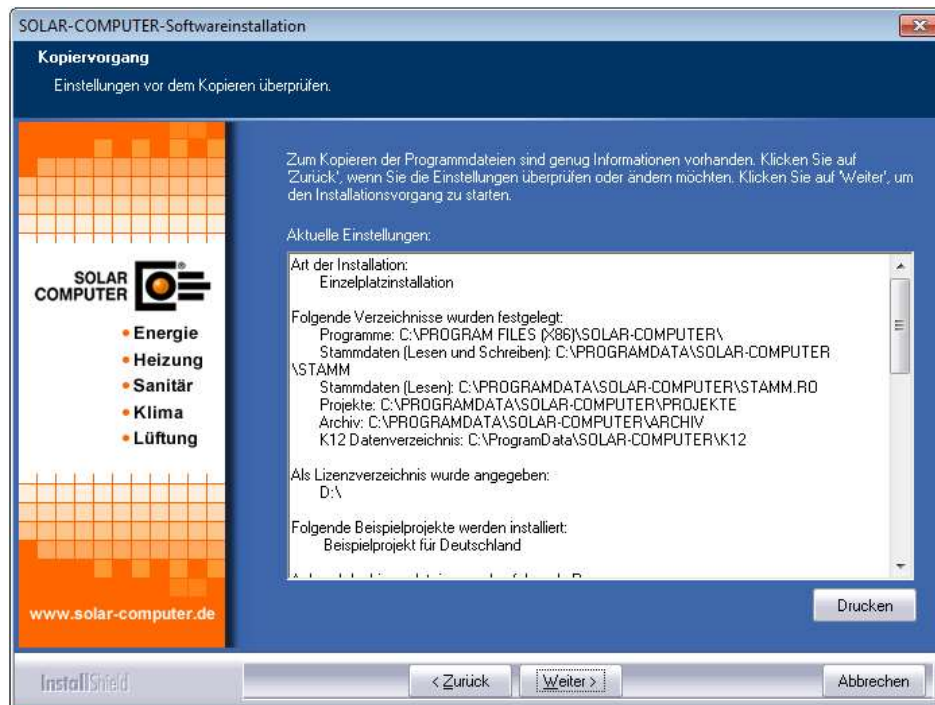 SOLAR-COMPUTER-Softwareinstallation
Kopiervorgang
Einstellungen vor dem Kopieren überprüfen.
Zum Kopieren der Programmdateien sind genug Informationen vorhanden. Klicken Sie auf
'Zurück', wenn Sie die Einstellungen überprüfen oder ändern möchten. Klicken Sie auf 'Weiter', um
den Installationsvorgang zu starten.
Aktuelle Einstellungen:
Art der Installation:
Einzelplatzinstallation
Folgende Verzeichnisse wurden festgelegt:
Programme: C:\PROGRAM FILES (X86)\SOLAR-COMPUTER\
Stammdaten (Lesen und Schreiben): C:\PROGRAMDATA\SOLAR-COMPUTER
\STAMM
Stammdaten (Lesen): C:\PROGRAMDATA\SOLAR-COMPUTER\STAMM.RO
Projekte: C:\PROGRAMDATA\SOLAR-COMPUTER\PROJEKTE
Archiv: C:\PROGRAMDATA\SOLAR-COMPUTER\ARCHIV
K12 Datenverzeichnis: C:\ProgramData\SOLAR-COMPUTER\K12
Als Lizenzverzeichnis wurde angegeben:
D:\
Folgende Beispielprojekte werden installiert:
Beispielprojekt für Deutschland
SOLAR
COMPUTER ®
• Energie
• Heizung
• Sanitär
• Klima
• Lüftung
www.solar-computer.de
Drucken
InstallShield
< Zurück
Weiter >
Abbrechen